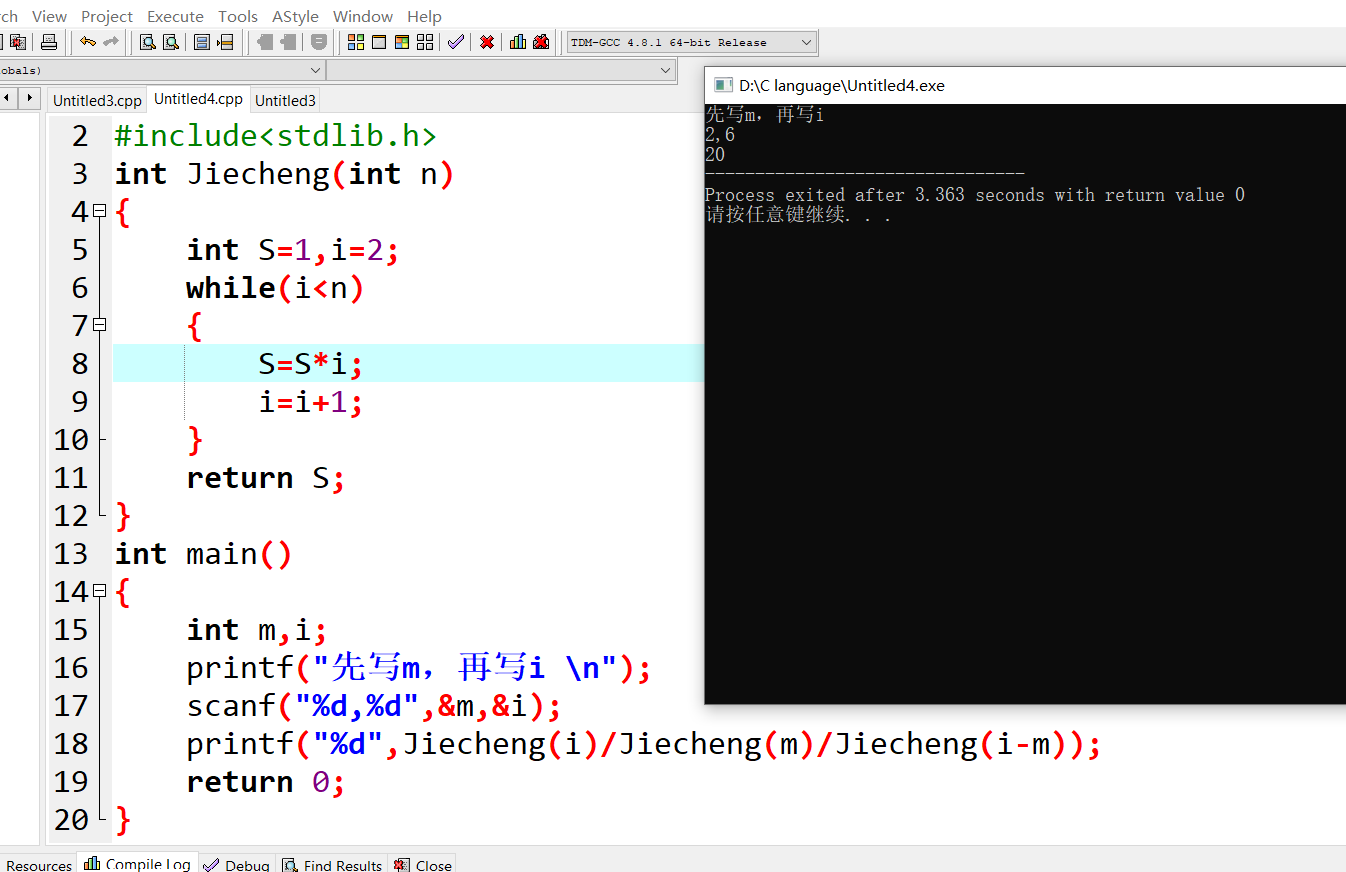 rch View Project Execute Tools AStyle Window Help
TDM-GCC 4.8.1 64-bit Release
obals)
Untitled3.cpp Untitled4.cpp Untitled3
2 #include<stdlib.h>
3 int Jiecheng(int n)
4 {
5 int S=1,i=2;
6 while(i<n)
7 {
8 S=S*i;
9 i=i+1;
10 }
11 return S;
12 }
13 int main()
14 {
15 int m,i;
16 printf("先写m，再写i \n");
17 scanf("%d,%d",&m,&i);
18 printf("%d",Jiecheng(i)/Jiecheng(m)/Jiecheng(i-m));
19 return 0;
20 }
D:\C language\Untitled4.exe
先写m，再写i
2,6
20
--------------------------------
Process exited after 3.363 seconds with return value 0
请按任意键继续. . .
Resources Compile Log Debug Find Results Close